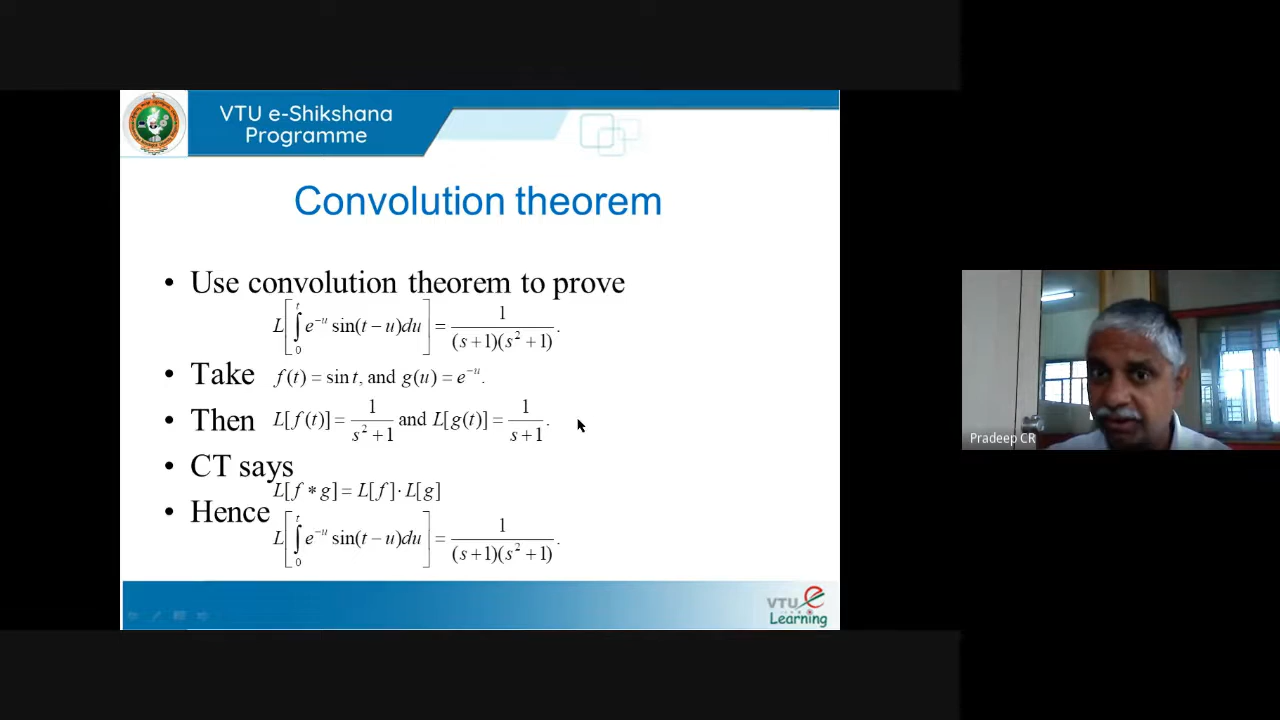 VTU e-Shikshana
Programme
Convolution theorem
• Use convolution theorem to prove
L[∫₀ᵗ e⁻ᵘ sin(t − u)du] = 1/((s+1)(s²+1)).
• Take f(t) = sin t, and g(u) = e⁻ᵘ.
• Then L[f(t)] = 1/(s²+1) and L[g(t)] = 1/(s+1).
• CT says
L[f * g] = L[f]·L[g]
• Hence
L[∫₀ᵗ e⁻ᵘ sin(t − u)du] = 1/((s+1)(s²+1)).
VTU e
Learning
Pradeep CR